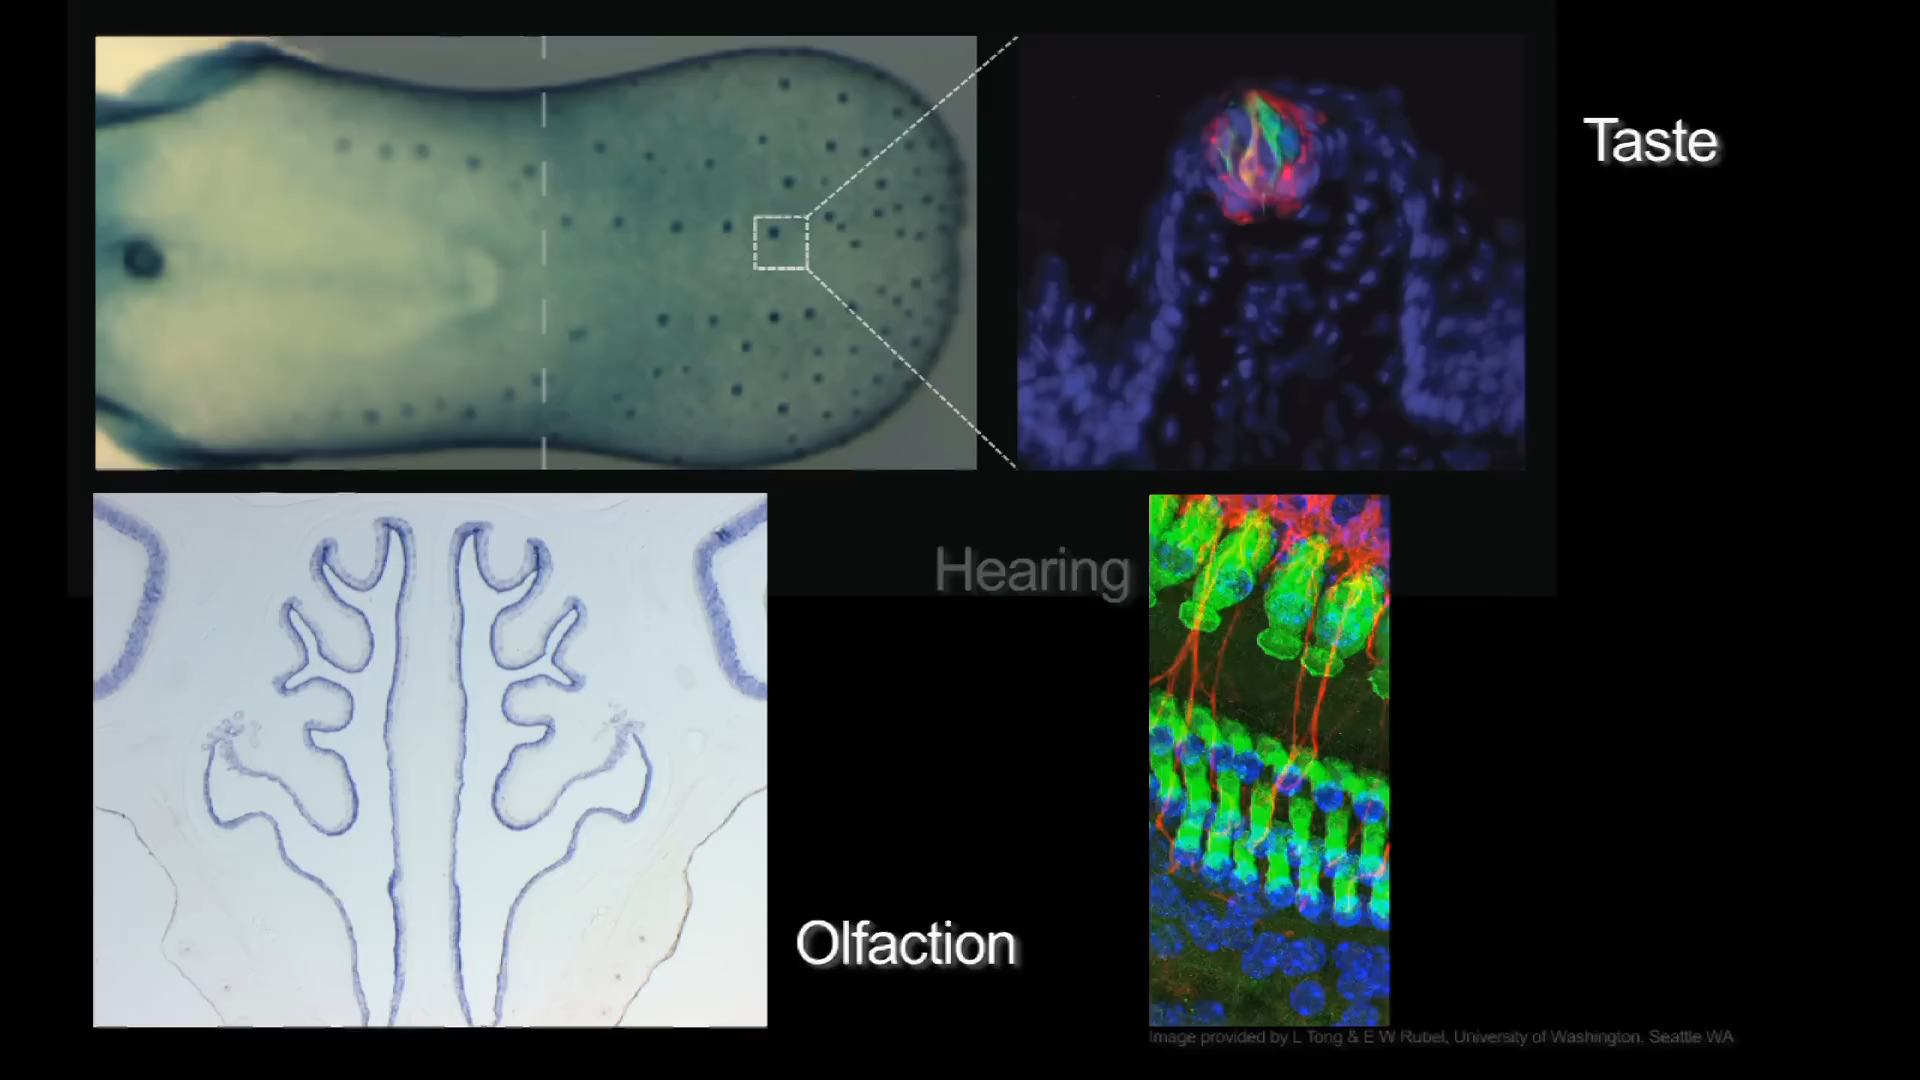 Taste
Hearing
Olfaction
Image provided by L Tong & E W Rubel, University of Washington. Seattle WA